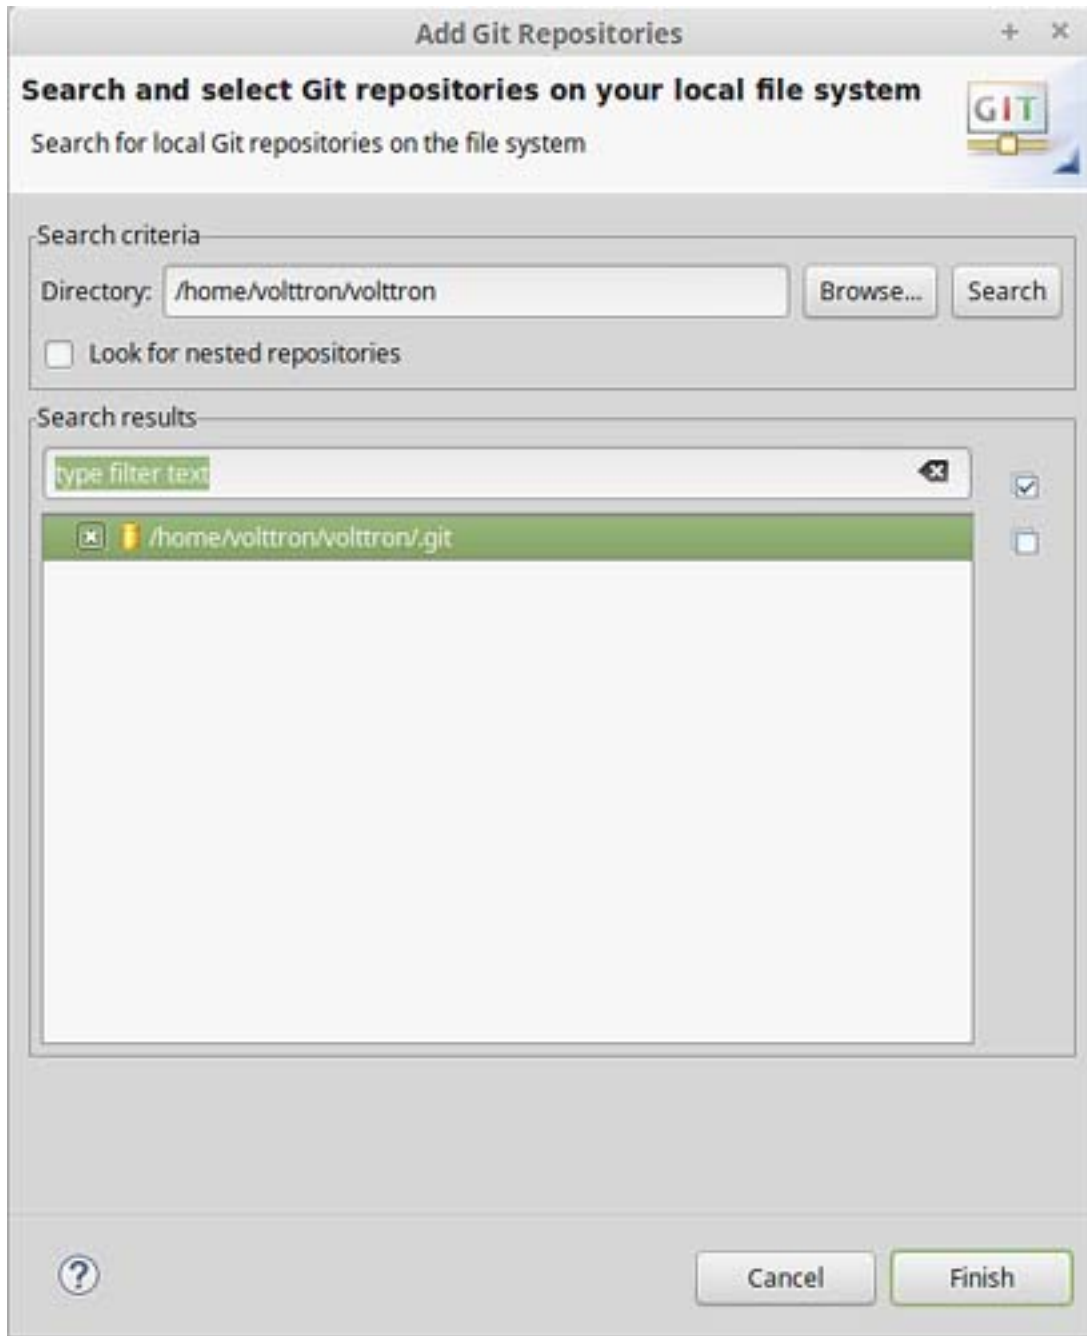 Add Git Repositories
Search and select Git repositories on your local file system
Search for local Git repositories on the file system
GIT
Search criteria
Directory: /home/volttron/volttron Browse... Search
Look for nested repositories
Search results
type filter text
/home/volttron/volttron/.git
? Cancel Finish